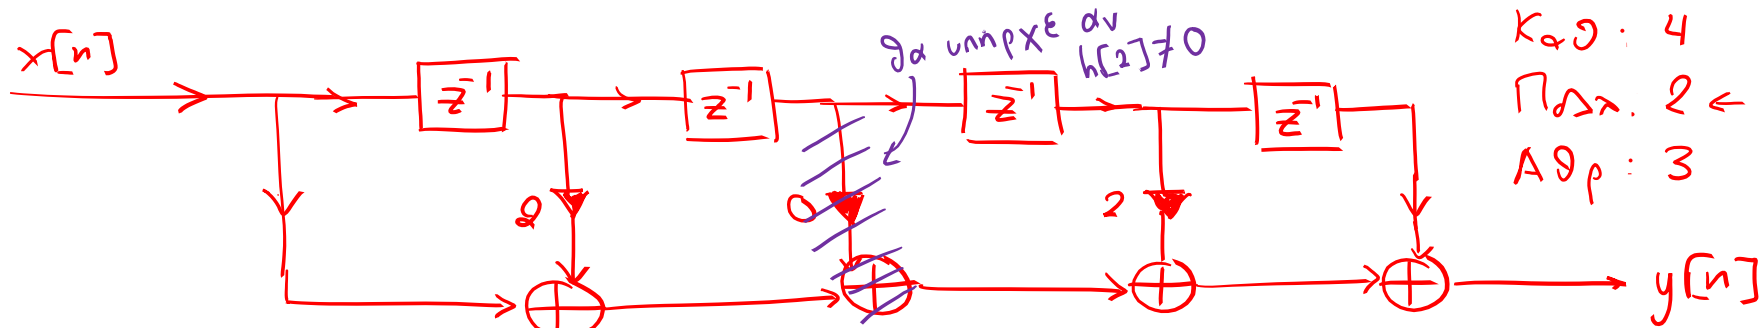 x[n]
θα υπήρχε αν
h[2]≠0
Καθ: 4
Πολλ. 2 ←
Αθρ: 3
z⁻¹
z⁻¹
z⁻¹
z⁻¹
2
0
2
y[n]